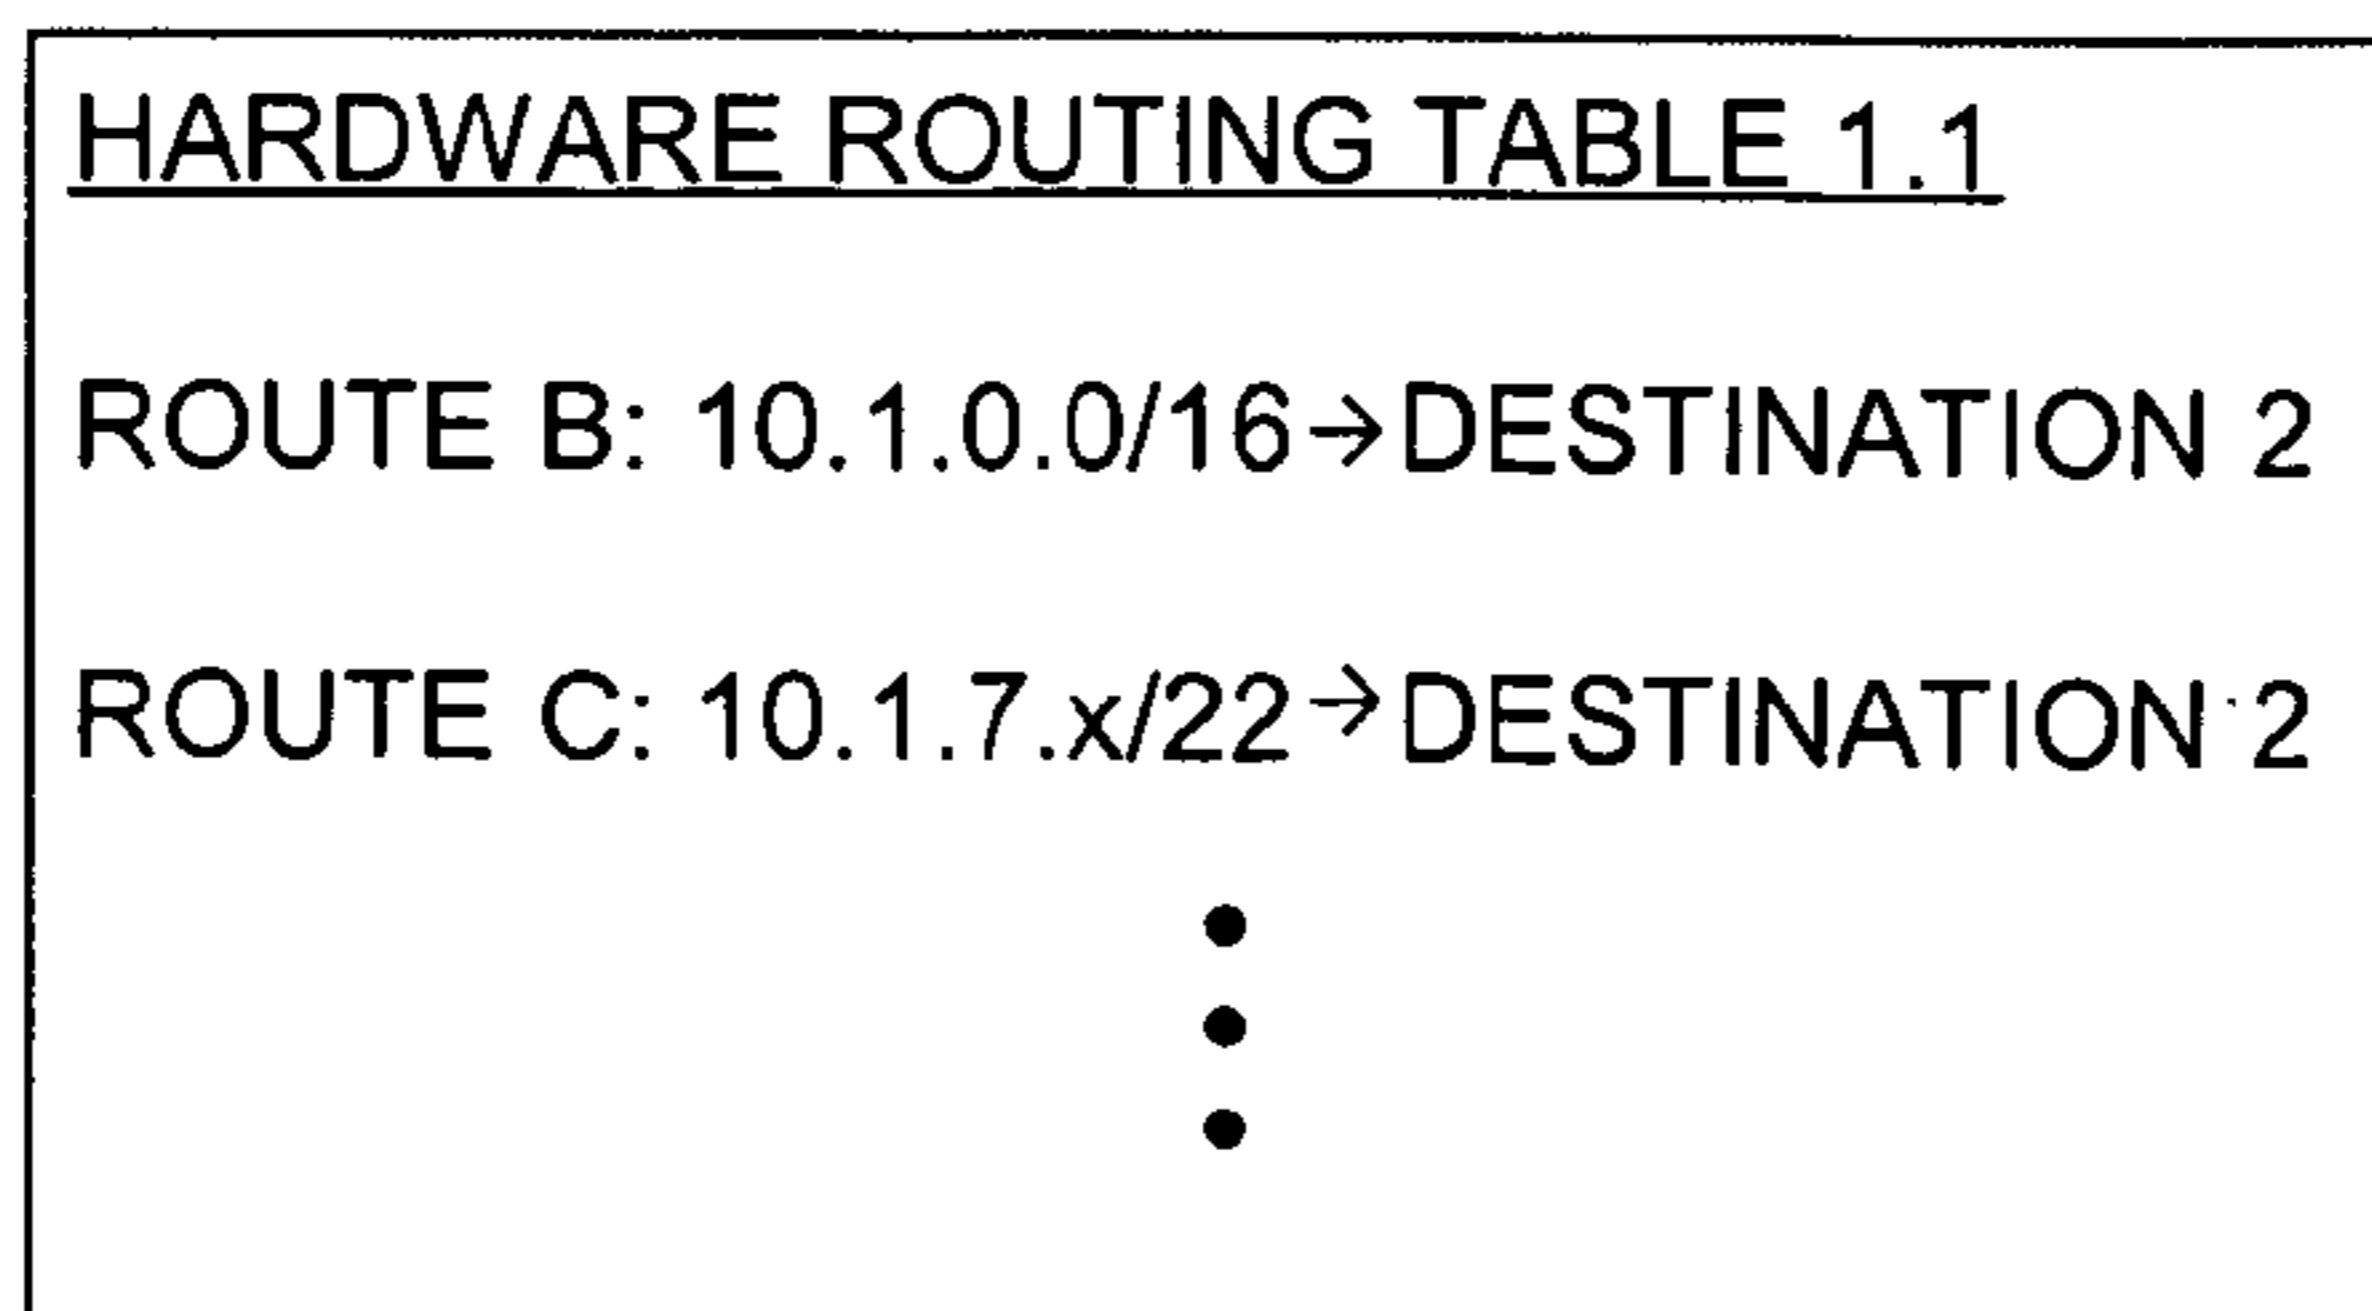 HARDWARE ROUTING TABLE 1.1
ROUTE B: 10.1.0.0/16→DESTINATION 2
ROUTE C: 10.1.7.x/22→DESTINATION 2